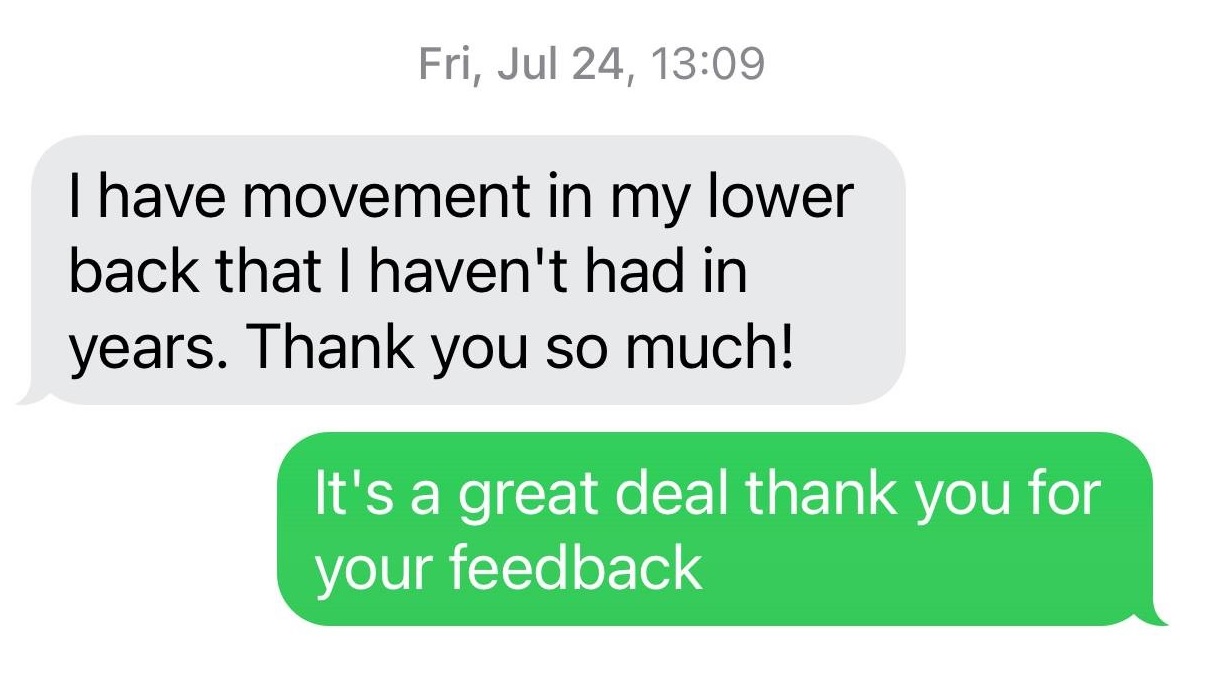 Fri, Jul 24, 13:09
I have movement in my lower
back that I haven't had in
years. Thank you so much!
It's a great deal thank you for
your feedback